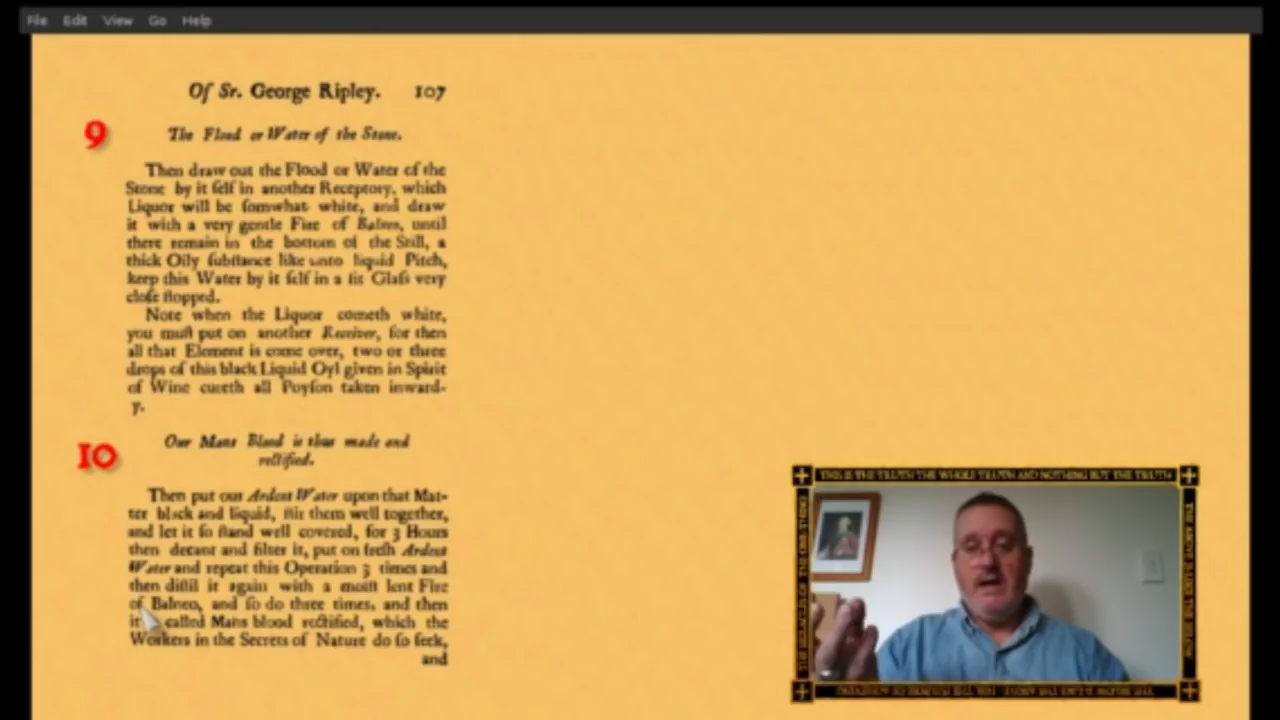 File Edit View Go Help
Of Sr. George Ripley. 107
9
The Flood or Water of the Stone.
Then draw out the Flood or Water of the
Stone by it ſelf in another Receptory, which
Liquor will be ſomwhat white, and draw
it with a very gentle Fire of Balneo, until
there remain in the bottom of the Still, a
thick Oily ſubſtance like unto liquid Pitch,
keep this Water by it ſelf in a fit Glaſs very
cloſe ſtopped.
Note when the Liquor cometh white,
you muſt put on another Receiver, for then
all that Element is come over, two or three
drops of this black Liquid Oyl given in Spirit
of Wine cureth all Poyſon taken inward-
y.
10
Our Mans Blood is thus made and
rectified.
Then put our Ardent Water upon that Mat-
ter black and liquid, ſtir them well together,
and let it ſo ſtand well covered, for 3 Hours
then decant and filter it, put on freſh Ardent
Water and repeat this Operation 3 times and
then diſtil it again with a moiſt lent Fire
of Balneo, and ſo do three times, and then
it called Mans blood rectified, which the
Workers in the Secrets of Nature do ſo ſeek,
and
THIS IS THE TRUTH THE WHOLE TRUTH AND NOTHING BUT THE TRUTH